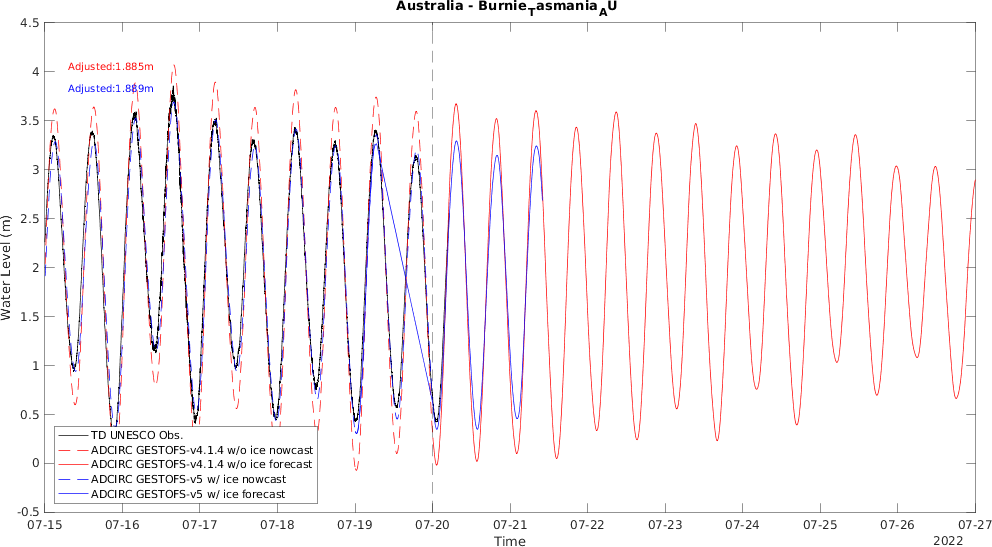 Australia - Burnie_Tasmania_AU
4.5
4
3.5
3
2.5
2
1.5
1
0.5
0
-0.5
Water Level (m)
Adjusted:1.885m
Adjusted:1.889m
TD UNESCO Obs.
ADCIRC GESTOFS-v4.1.4 w/o ice nowcast
ADCIRC GESTOFS-v4.1.4 w/o ice forecast
ADCIRC GESTOFS-v5 w/ ice nowcast
ADCIRC GESTOFS-v5 w/ ice forecast
07-15 07-16 07-17 07-18 07-19 07-20 07-21 07-22 07-23 07-24 07-25 07-26 07-27
Time
2022